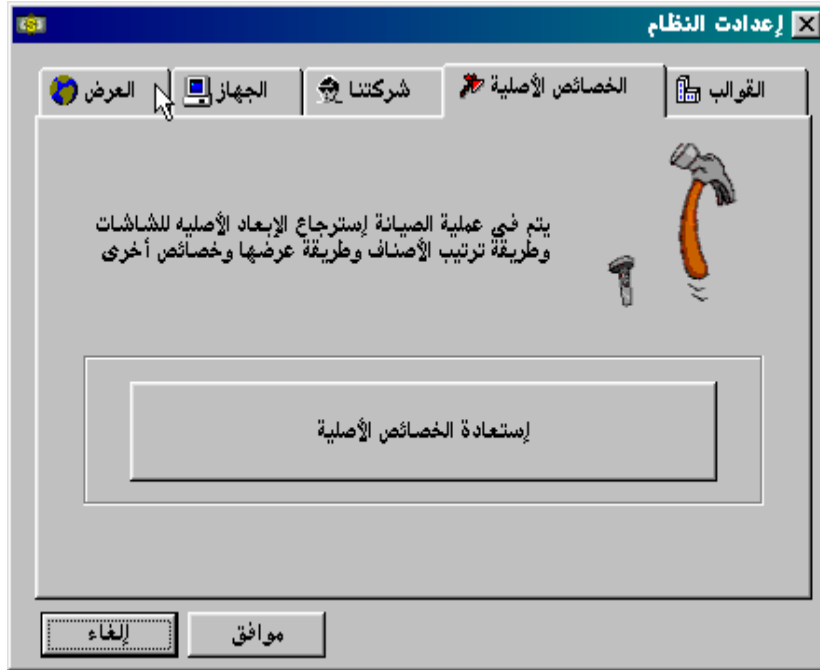 إعدادت النظام
القوالب
الخصائص الأصلية
شركتنا
الجهاز
العرض
يتم فى عملية الصيانة إسترجاع الإبعاد الأصليه للشاشات
وطريقة ترتيب الأصناف وطريقة عرضها وخصائص أخرى
إستعادة الخصائص الأصلية
موافق
إلغاء